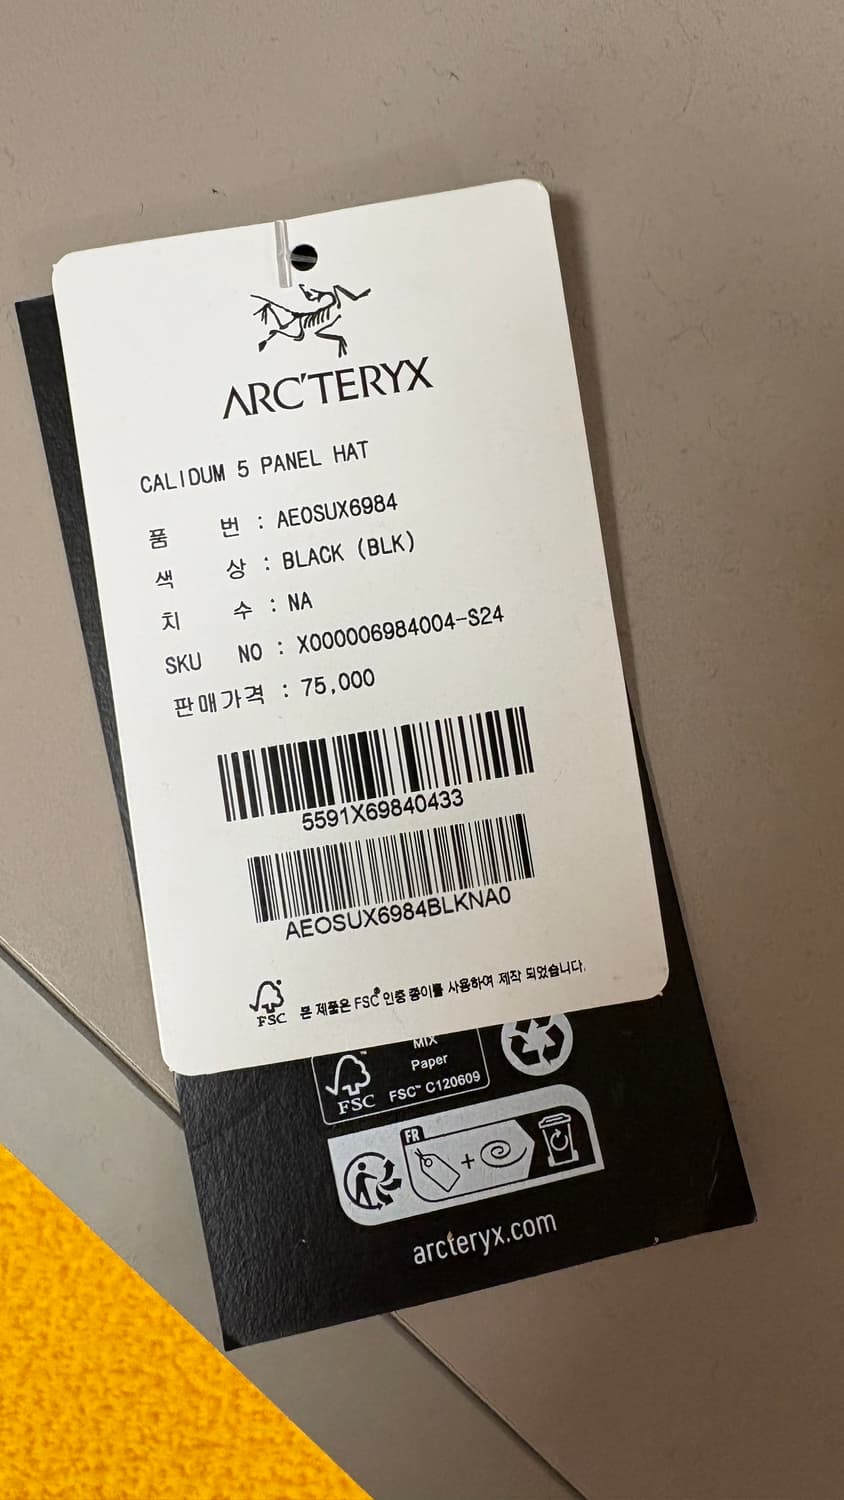 ARC'TERYX
CALIDUM 5 PANEL HAT
품 번 : AEOSUX6984
색 상 : BLACK (BLK)
치 수 : NA
SKU NO : X000006984004-S24
판매가격 : 75,000
5591X69840433
AEOSUX6984BLKNA0
FSC 본 제품은 FSC® 인증 종이를 사용하여 제작 되었습니다.
MIX
Paper
FSC™ C120609
FSC
FR
+
arcteryx.com